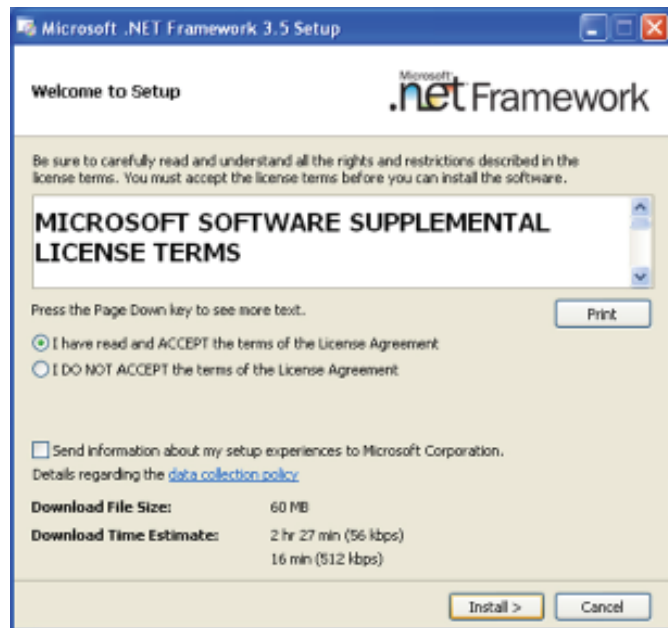 Microsoft .NET Framework 3.5 Setup
Welcome to Setup
Microsoft
.net Framework
Be sure to carefully read and understand all the rights and restrictions described in the
license terms. You must accept the license terms before you can install the software.
MICROSOFT SOFTWARE SUPPLEMENTAL
LICENSE TERMS
Press the Page Down key to see more text.
Print
I have read and ACCEPT the terms of the License Agreement
I DO NOT ACCEPT the terms of the License Agreement
Send information about my setup experiences to Microsoft Corporation.
Details regarding the data collection policy
Download File Size: 60 MB
Download Time Estimate: 2 hr 27 min (56 kbps)
16 min (512 kbps)
Install > Cancel